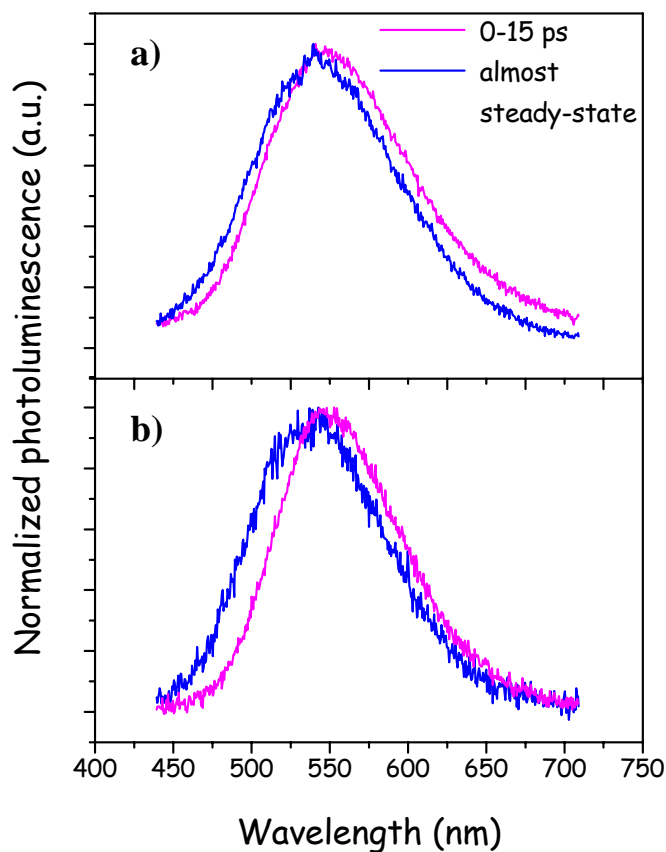 a)
0-15 ps
almost
steady-state
b)
Normalized photoluminescence (a.u.)
400 450 500 550 600 650 700 750
Wavelength (nm)